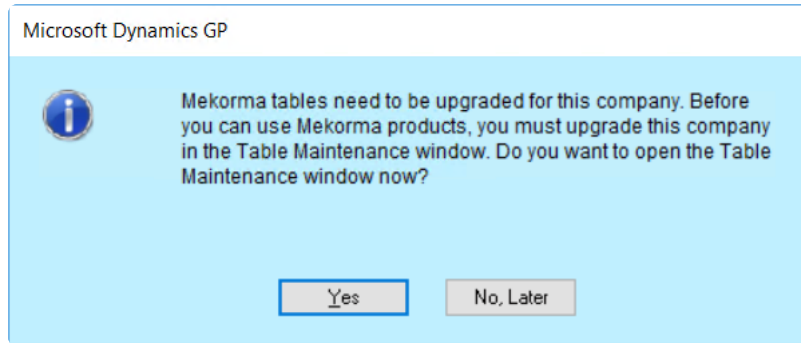 Microsoft Dynamics GP
Mekorma tables need to be upgraded for this company. Before
you can use Mekorma products, you must upgrade this company
in the Table Maintenance window. Do you want to open the Table
Maintenance window now?
Yes
No, Later